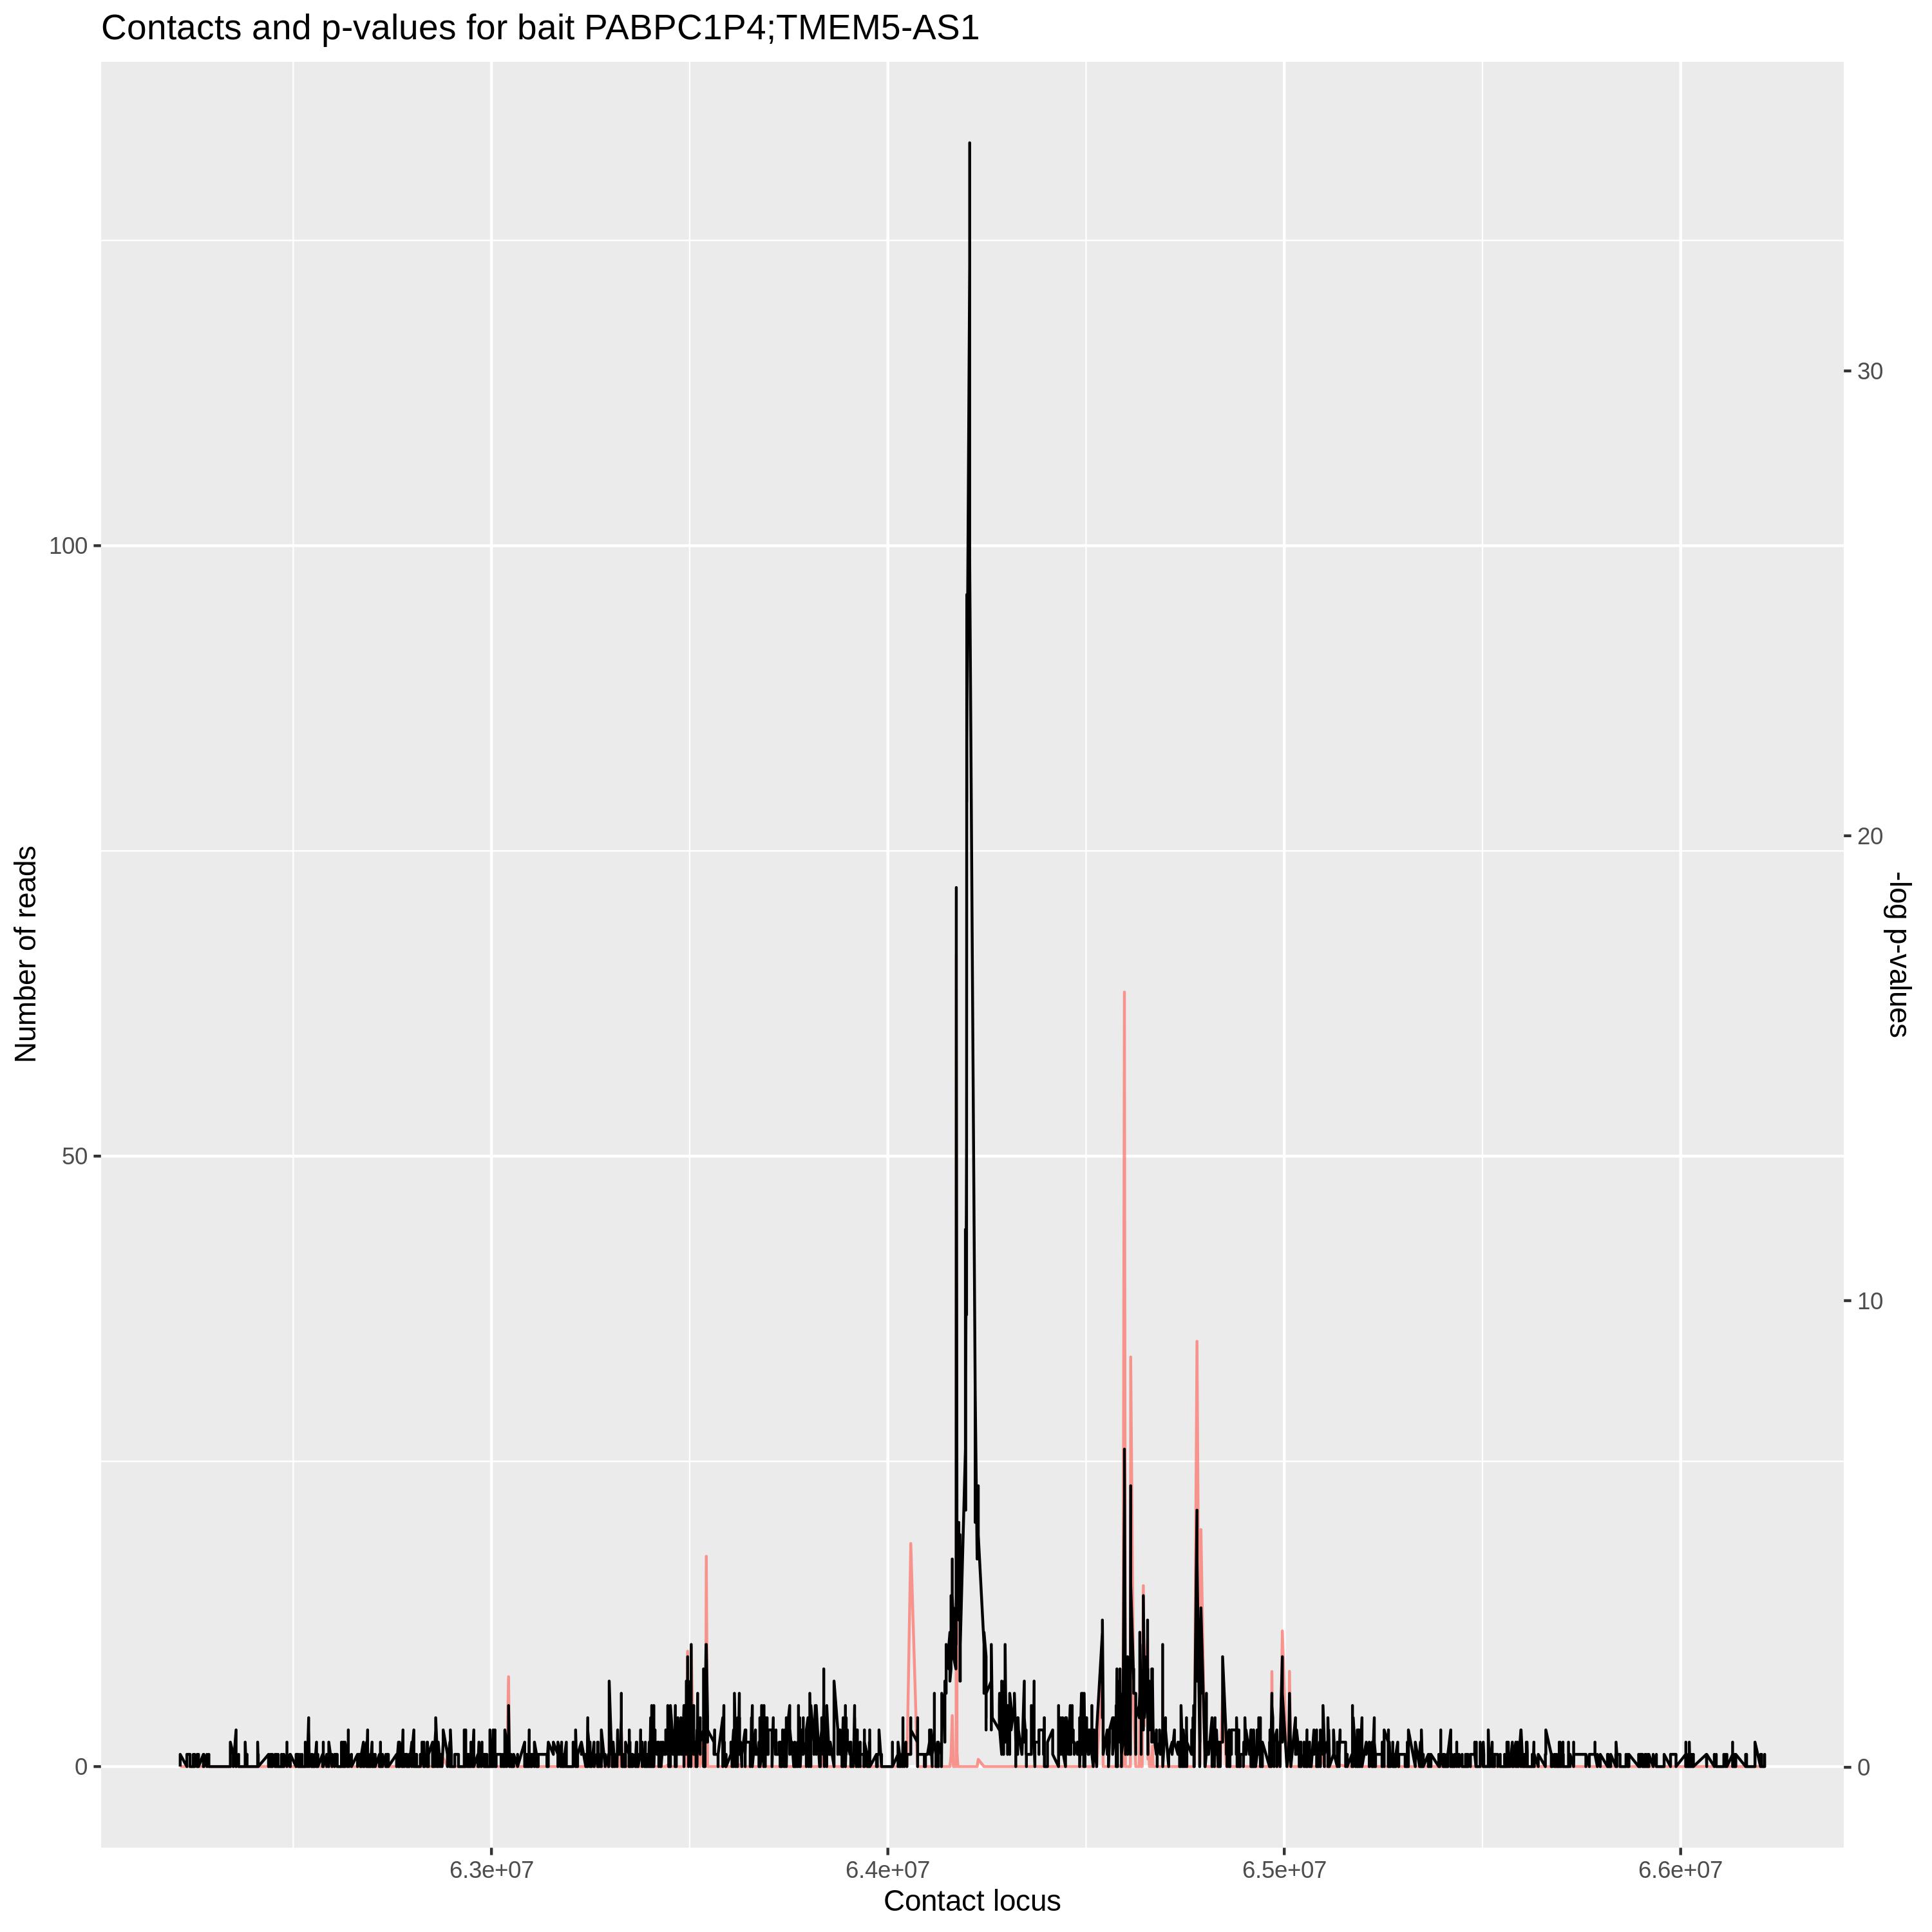 Contacts and p-values for bait PABPC1P4;TMEM5-AS1
Number of reads
100
50
0
30
20
10
0
-log p-values
6.3e+07
6.4e+07
6.5e+07
6.6e+07
Contact locus